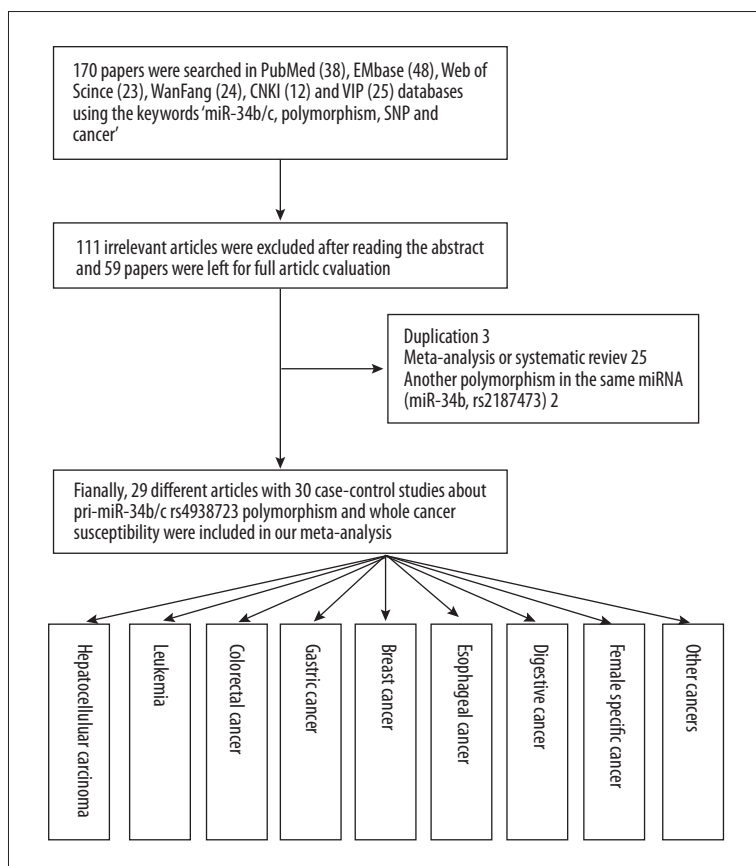 170 papers were searched in PubMed (38), EMbase (48), Web of
Scince (23), WanFang (24), CNKI (12) and VIP (25) databases
using the keywords ‘miR-34b/c, polymorphism, SNP and
cancer’
111 irrelevant articles were excluded after reading the abstract
and 59 papers were left for full articlc cvaluation
Duplication 3
Meta-analysis or systematic reviev 25
Another polymorphism in the same miRNA
(miR-34b, rs2187473) 2
Fianally, 29 different articles with 30 case-control studies about
pri-miR-34b/c rs4938723 polymorphism and whole cancer
susceptibility were included in our meta-analysis
Hepatocelluluar carcinoma
Leukemia
Colorectal cancer
Gastric cancer
Breast cancer
Esophageal cancer
Digestive cancer
Female specific cancer
Other cancers